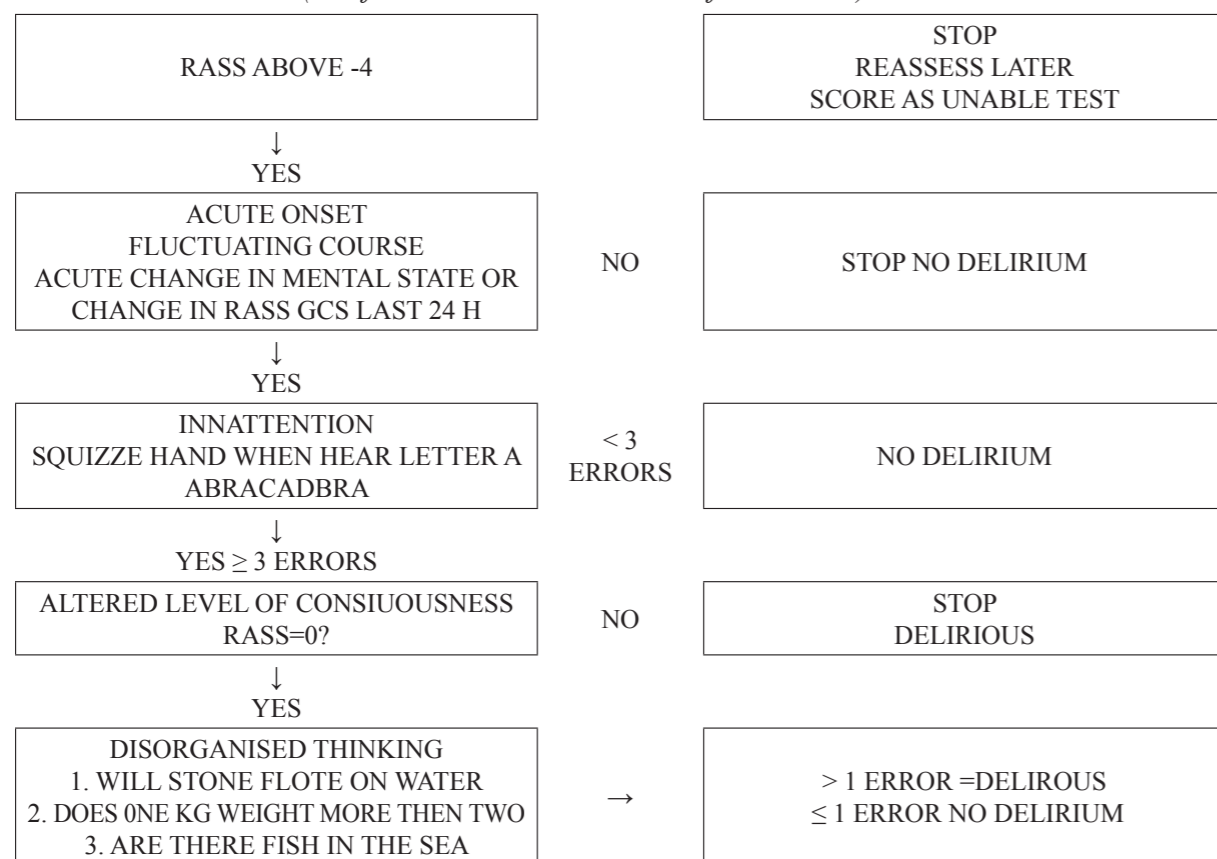 RASS ABOVE -4
STOP
REASSESS LATER
SCORE AS UNABLE TEST
↓
YES
ACUTE ONSET
FLUCTUATING COURSE
ACUTE CHANGE IN MENTAL STATE OR
CHANGE IN RASS GCS LAST 24 H
NO
STOP NO DELIRIUM
↓
YES
INNATTENTION
SQUIZZE HAND WHEN HEAR LETTER A
ABRACADBRA
< 3
ERRORS
NO DELIRIUM
↓
YES ≥ 3 ERRORS
ALTERED LEVEL OF CONSIUOUSNESS
RASS=0?
NO
STOP
DELIRIOUS
↓
YES
DISORGANISED THINKING
1. WILL STONE FLOTE ON WATER
2. DOES 0NE KG WEIGHT MORE THEN TWO
3. ARE THERE FISH IN THE SEA
→
> 1 ERROR =DELIROUS
≤ 1 ERROR NO DELIRIUM